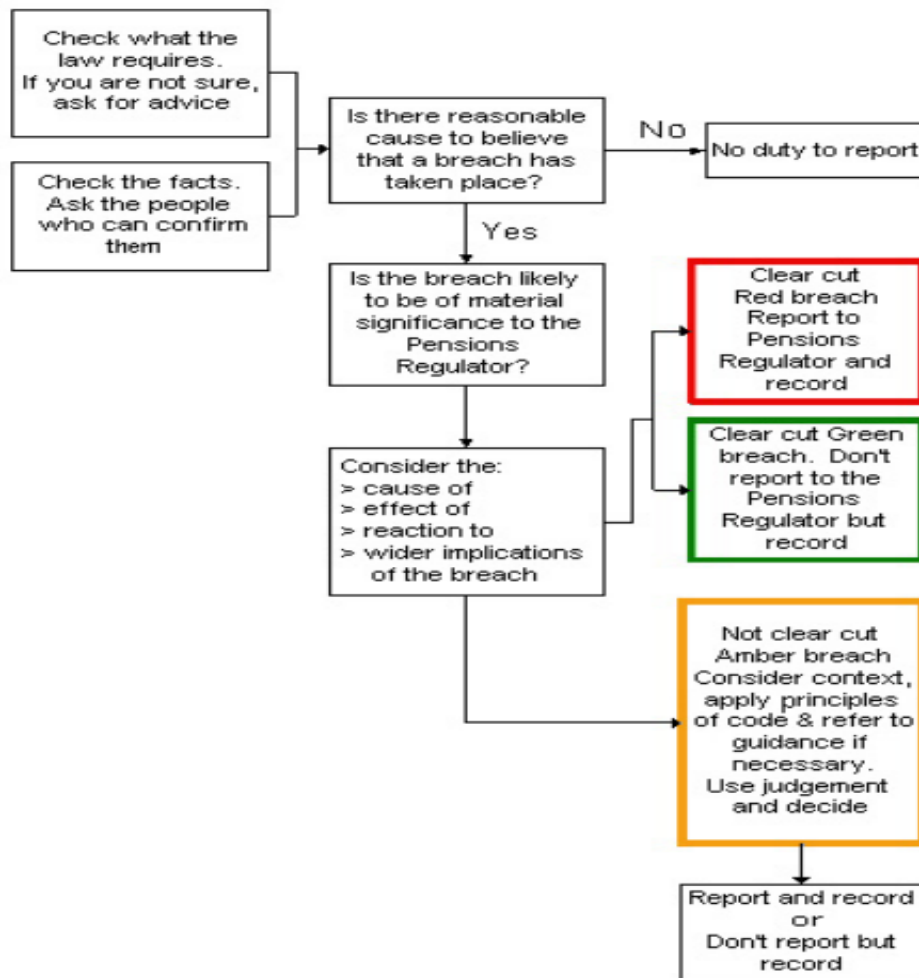 Check what the
law requires.
If you are not sure,
ask for advice
Check the facts.
Ask the people
who can confirm
them
Is there reasonable
cause to believe
that a breach has
taken place?
No
No duty to report
Yes
Is the breach likely
to be of material
significance to the
Pensions
Regulator?
Clear cut
Red breach
Report to
Pensions
Regulator and
record
Clear cut Green
breach. Don't
report to the
Pensions
Regulator but
record
Consider the:
> cause of
> effect of
> reaction to
> wider implications
of the breach
Not clear cut
Amber breach
Consider context,
apply principles
of code & refer to
guidance if
necessary.
Use judgement
and decide
Report and record
or
Don't report but
record